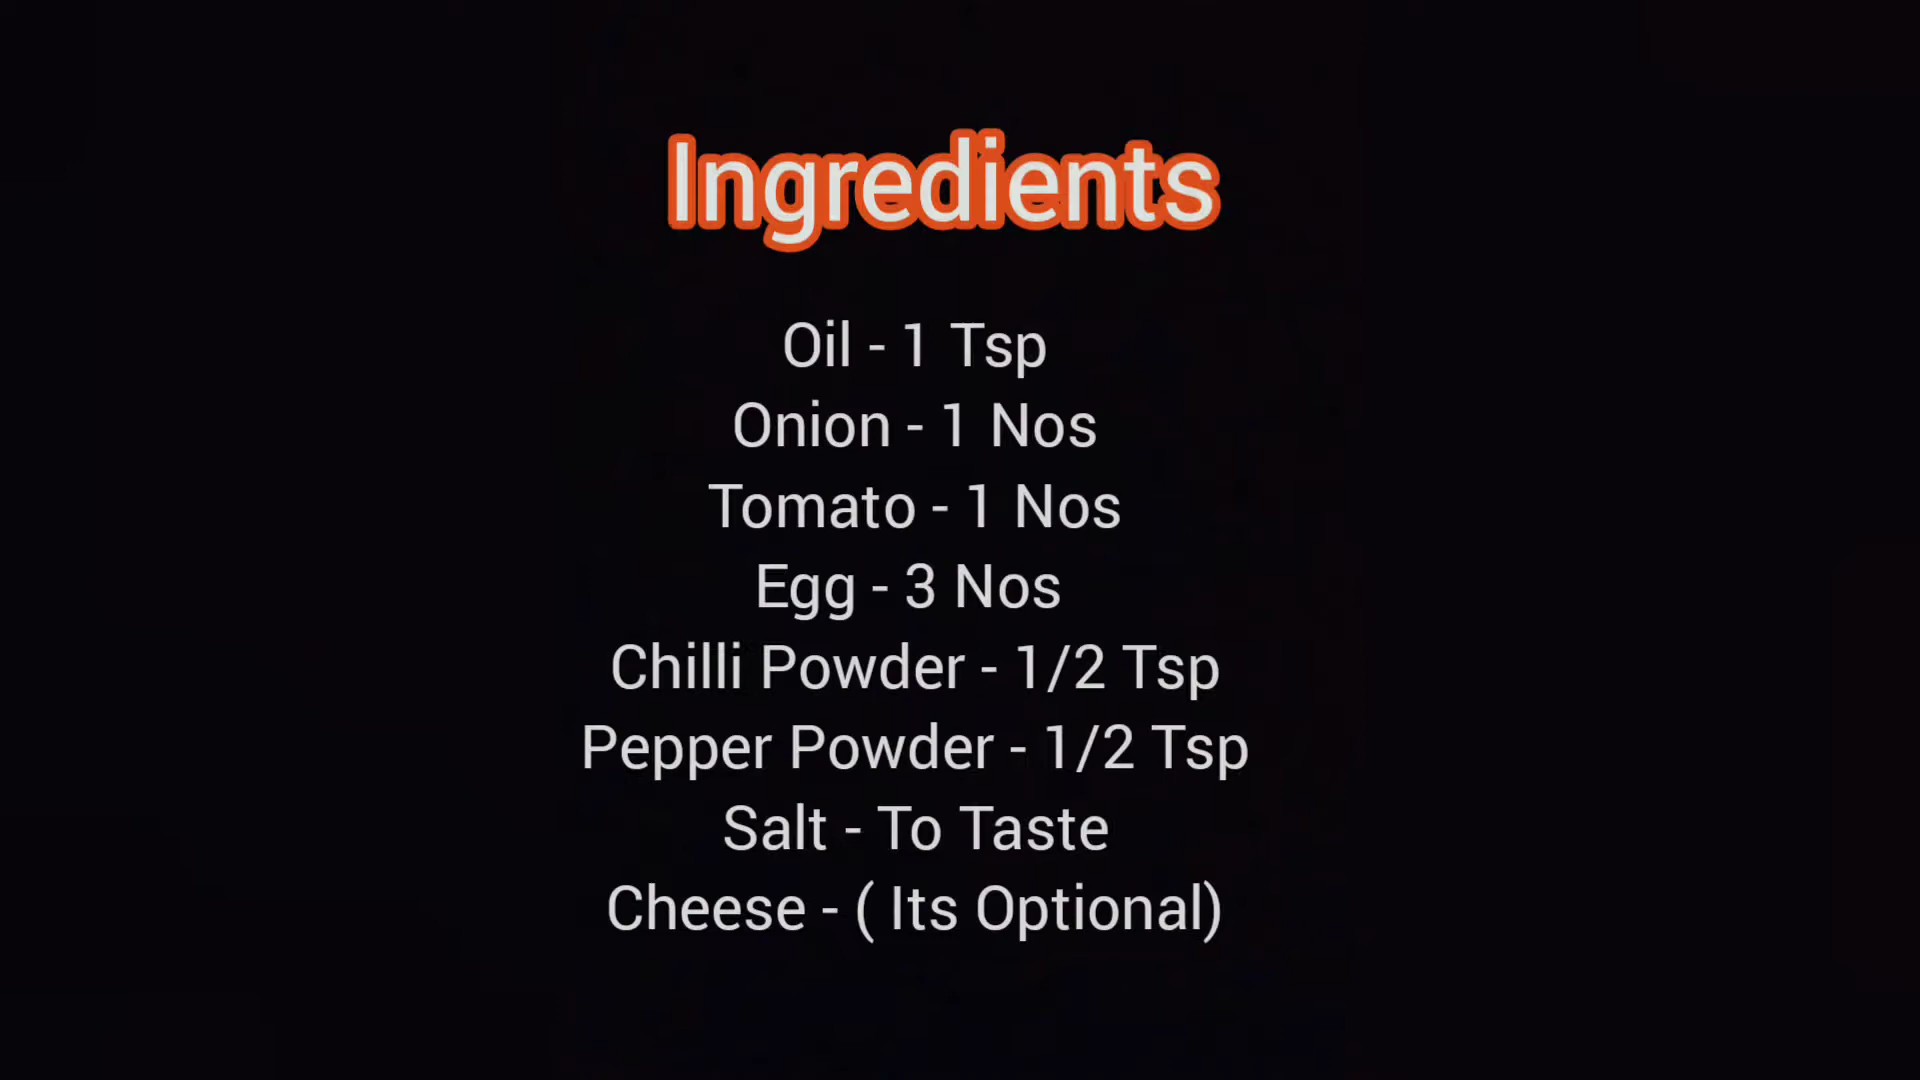 Ingredients
Oil - 1 Tsp
Onion - 1 Nos
Tomato - 1 Nos
Egg - 3 Nos
Chilli Powder - 1/2 Tsp
Pepper Powder - 1/2 Tsp
Salt - To Taste
Cheese - ( Its Optional)